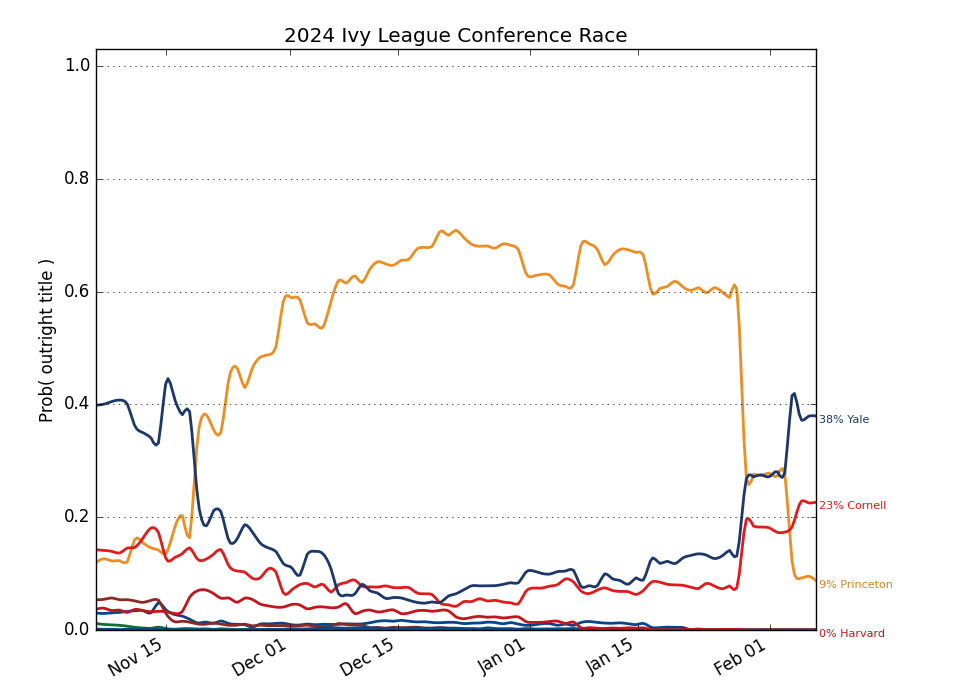 2024 Ivy League Conference Race
1.0
0.8
0.6
0.4
0.2
0.0
Prob( outright title )
38% Yale
23% Cornell
9% Princeton
0% Harvard
Nov 15
Dec 01
Dec 15
Jan 01
Jan 15
Feb 01